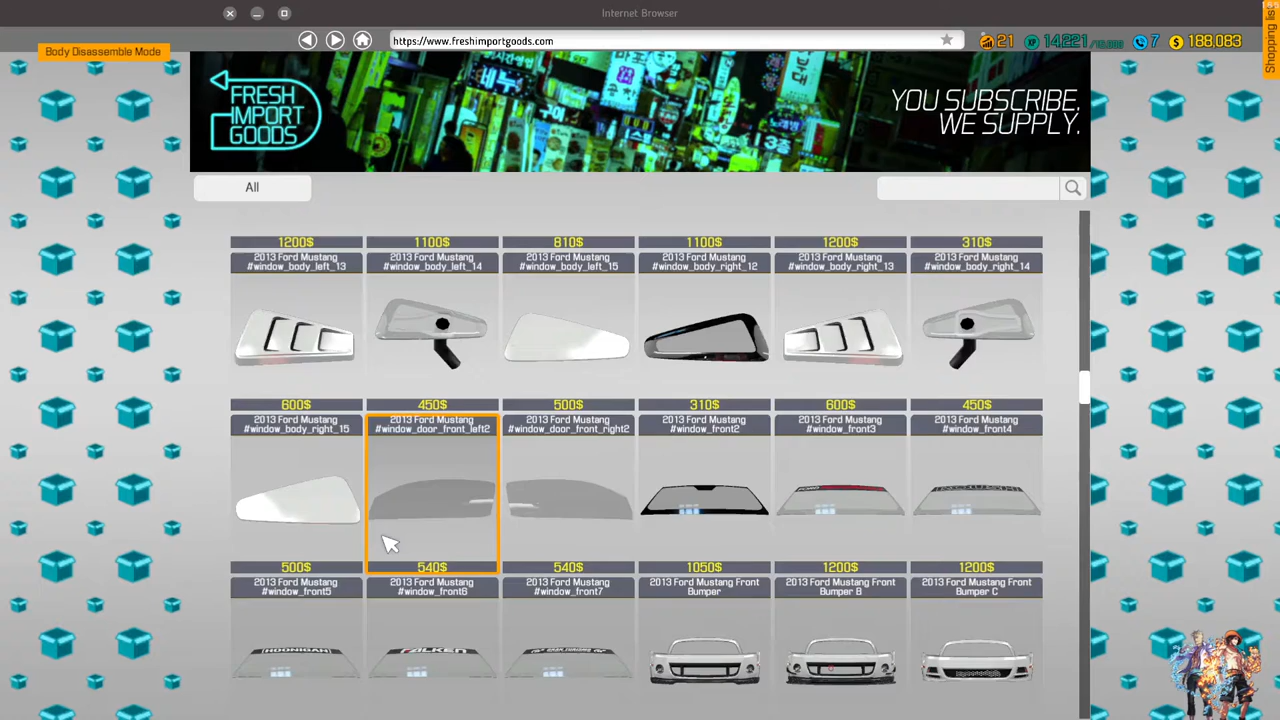 Internet Browser
https://www.freshimportgoods.com
Body Disassemble Mode
21
14,221
7
188,083
Shopping list
FRESH
IMPORT
GOODS
YOU SUBSCRIBE.
WE SUPPLY.
All
1200$ 1100$ 810$ 1100$ 1200$ 310$
2013 Ford Mustang #window_body_left_13
2013 Ford Mustang #window_body_left_14
2013 Ford Mustang #window_body_left_15
2013 Ford Mustang #window_body_right_12
2013 Ford Mustang #window_body_right_13
2013 Ford Mustang #window_body_right_14
600$ 450$ 500$ 310$ 600$ 450$
2013 Ford Mustang #window_body_right_15
2013 Ford Mustang #window_door_front_left2
2013 Ford Mustang #window_door_front_right2
2013 Ford Mustang #window_front2
2013 Ford Mustang #window_front3
2013 Ford Mustang #window_front4
500$ 540$ 540$ 1050$ 1200$ 1200$
2013 Ford Mustang #window_front5
2013 Ford Mustang #window_front6
2013 Ford Mustang #window_front7
2013 Ford Mustang Front Bumper
2013 Ford Mustang Front Bumper B
2013 Ford Mustang Front Bumper C
HOONIGAN
FALKEN